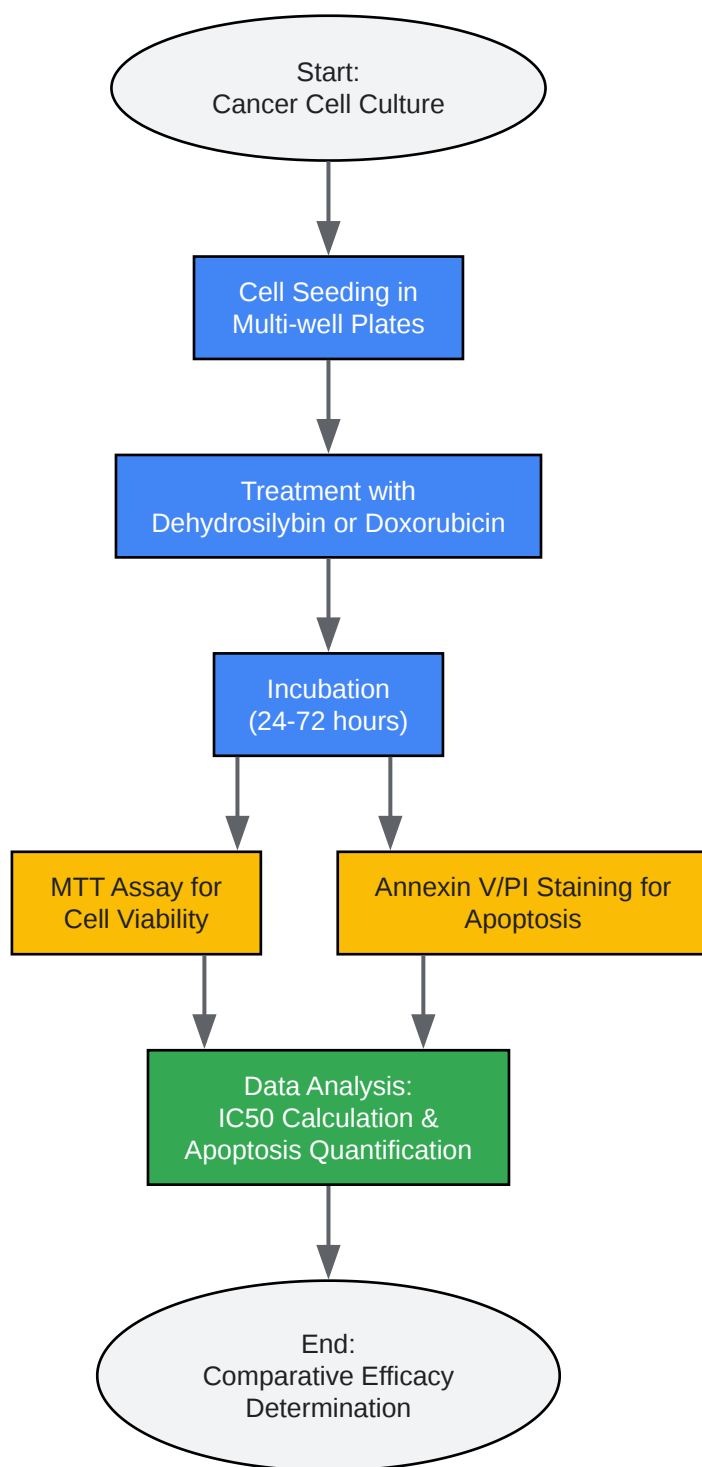 Start:
Cancer Cell Culture
Cell Seeding in
Multi-well Plates
Treatment with
Dehydrosilybin or Doxorubicin
Incubation
(24-72 hours)
MTT Assay for
Cell Viability
Annexin V/PI Staining for
Apoptosis
Data Analysis:
IC50 Calculation &
Apoptosis Quantification
End:
Comparative Efficacy
Determination